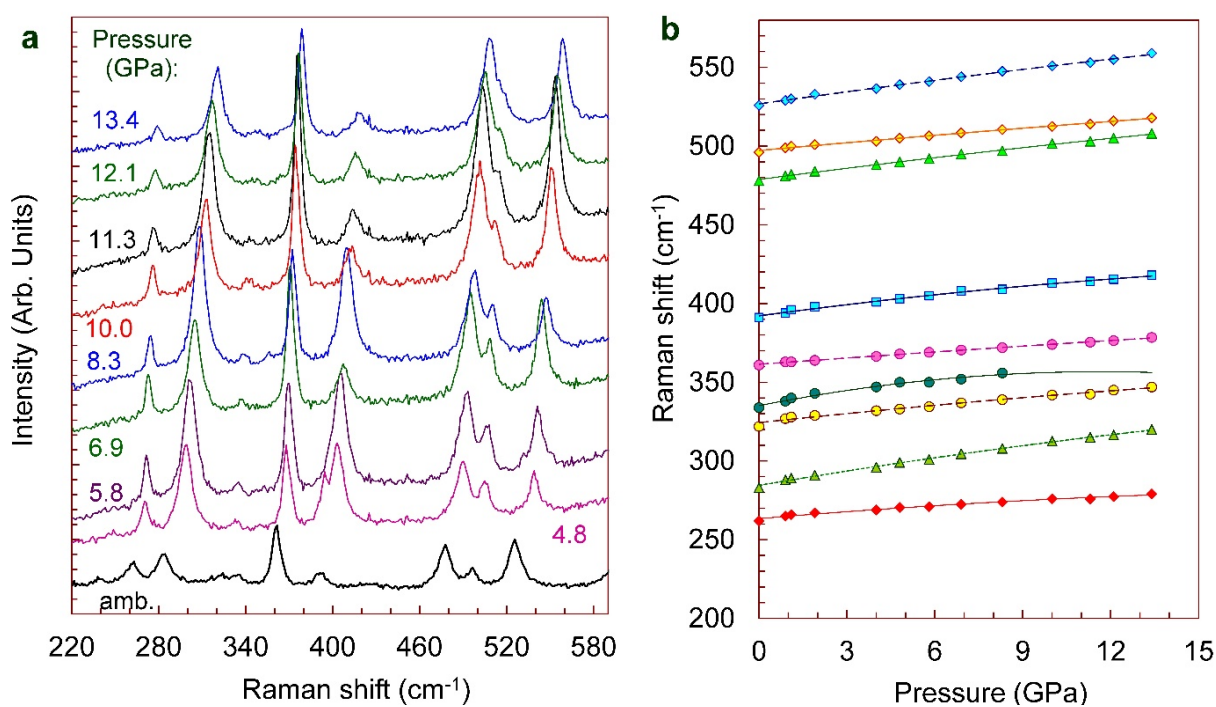 a
Pressure
(GPa):
13.4
12.1
11.3
10.0
8.3
6.9
5.8
4.8
amb.
Intensity (Arb. Units)
220 280 340 400 460 520 580
Raman shift (cm⁻¹)
b
550
500
450
400
350
300
250
200
Raman shift (cm⁻¹)
0 3 6 9 12 15
Pressure (GPa)